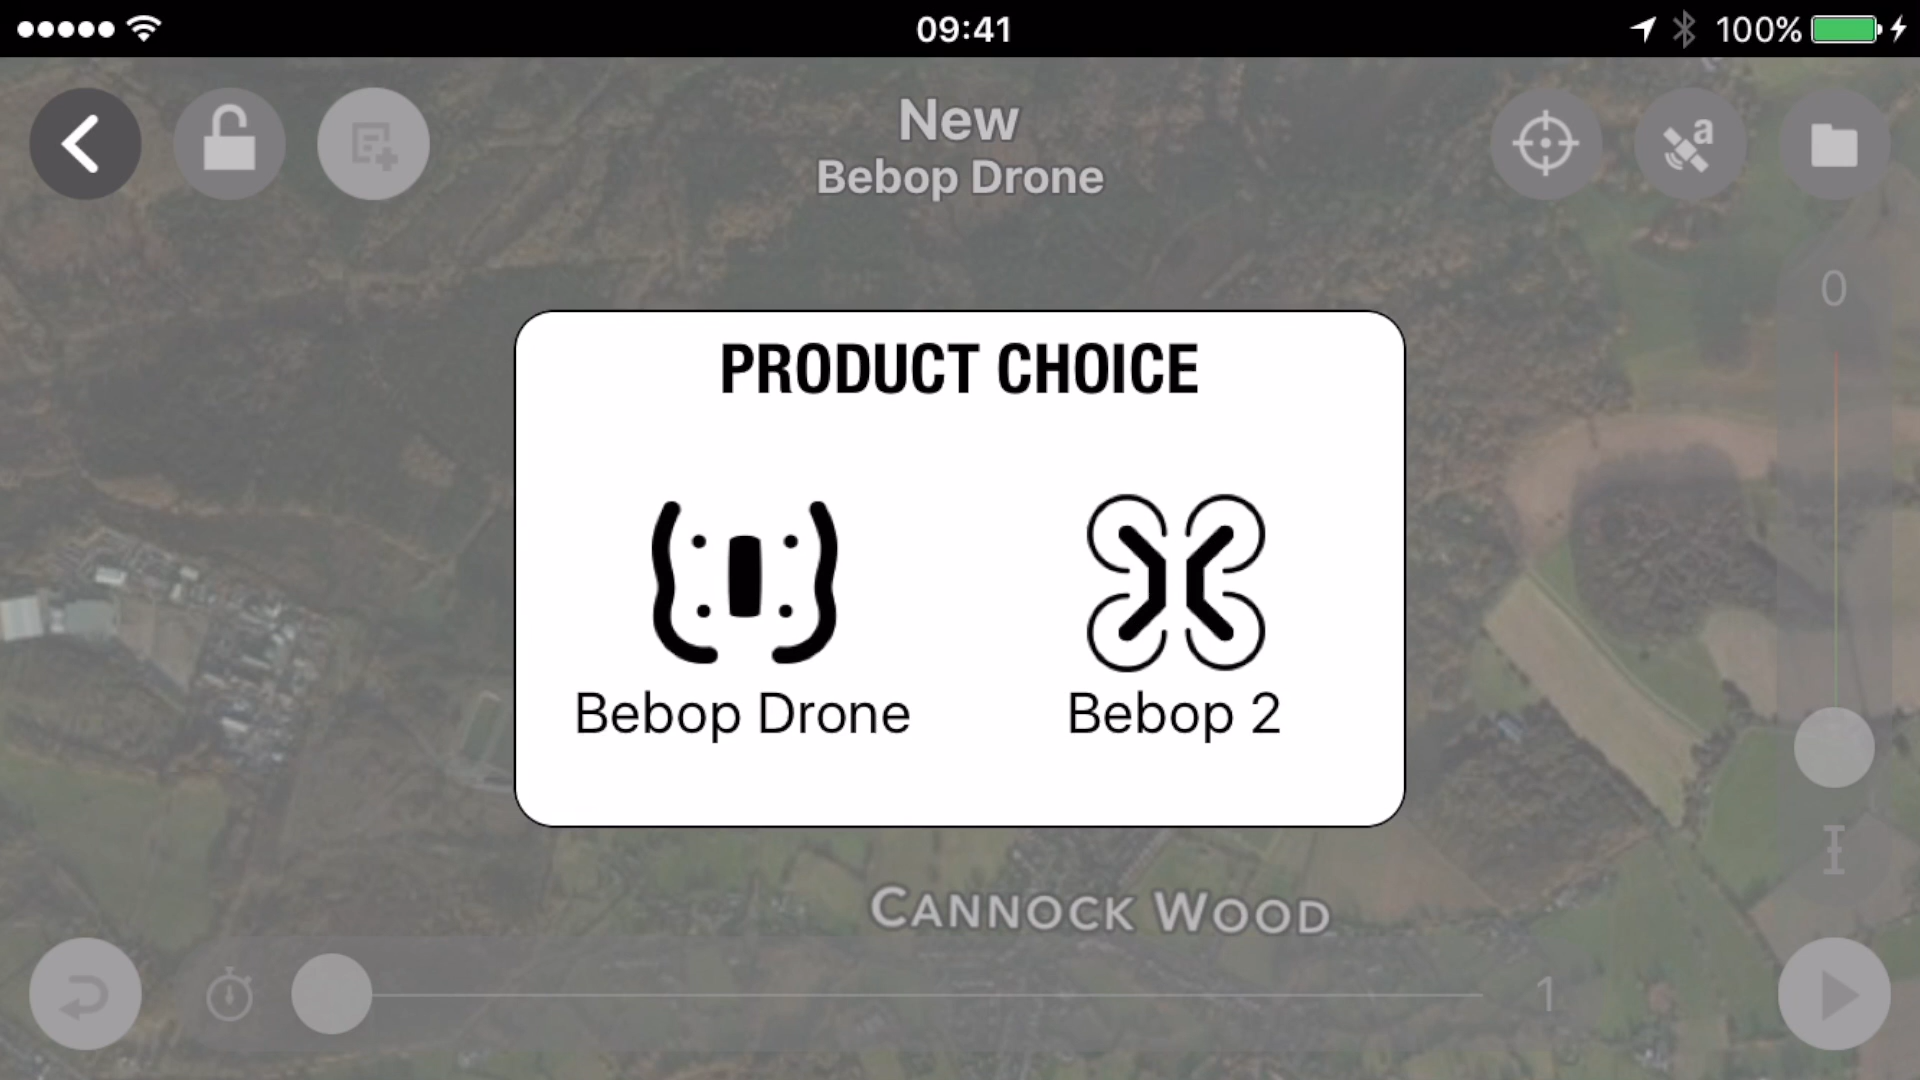 09:41
100%
New
Bebop Drone
a
0
PRODUCT CHOICE
Bebop Drone
Bebop 2
CANNOCK WOOD
1